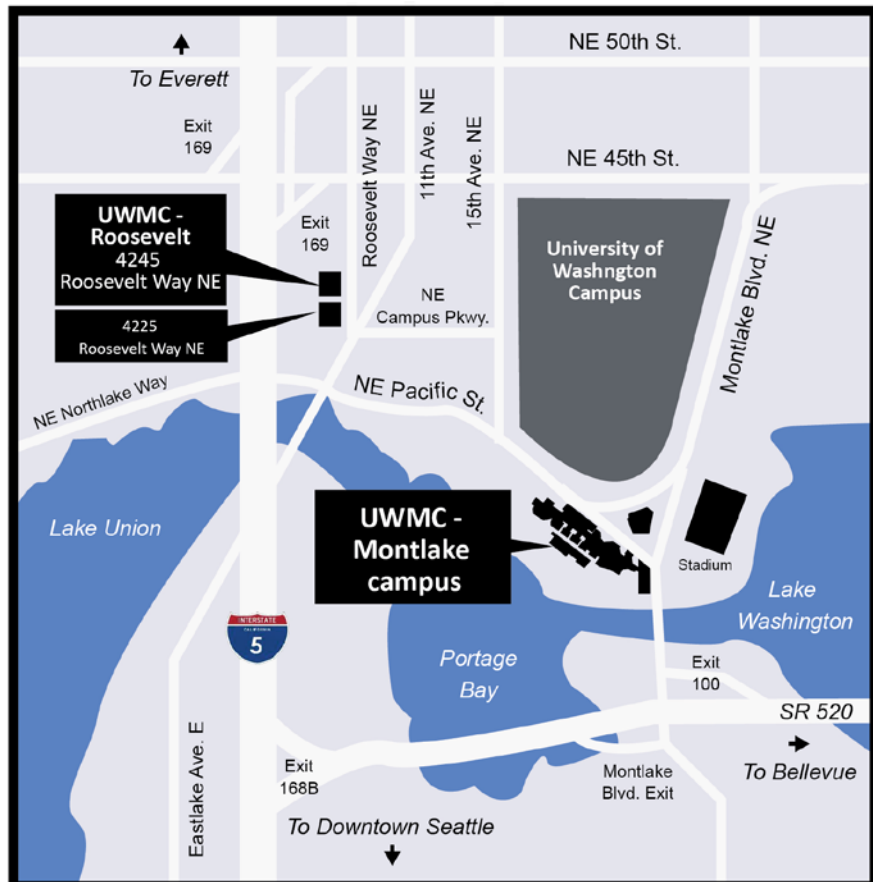 NE 50th St.
To Everett
Exit
169
Roosevelt Way NE
11th Ave. NE
15th Ave. NE
NE 45th St.
UWMC -
Roosevelt
4245
Roosevelt Way NE
Exit
169
University of
Washngton
Campus
Montlake Blvd. NE
4225
Roosevelt Way NE
NE
Campus Pkwy.
NE Northlake Way
NE Pacific St.
Lake Union
UWMC -
Montlake
campus
Stadium
Lake
Washington
INTERSTATE
CALIFORNIA
5
Portage
Bay
Exit
100
SR 520
To Bellevue
Eastlake Ave. E
Exit
168B
Montlake
Blvd. Exit
To Downtown Seattle